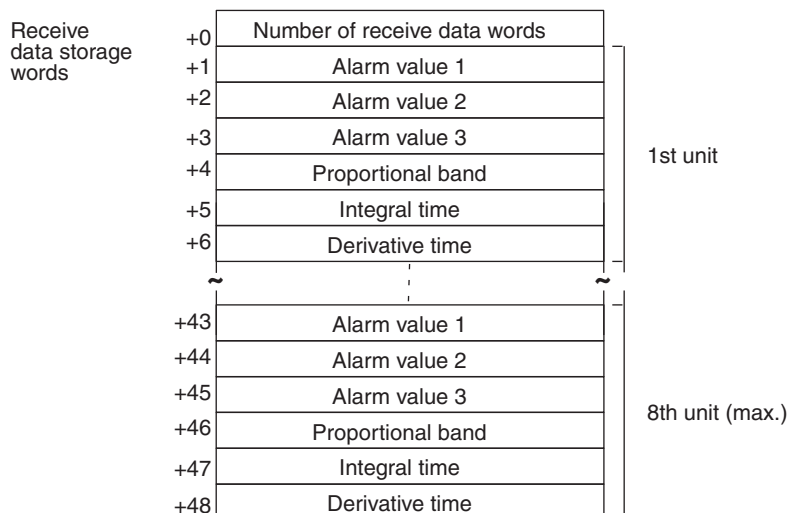 Receive
data storage
words
+0 Number of receive data words
+1 Alarm value 1
+2 Alarm value 2
+3 Alarm value 3
+4 Proportional band
+5 Integral time
+6 Derivative time
1st unit
+43 Alarm value 1
+44 Alarm value 2
+45 Alarm value 3
+46 Proportional band
+47 Integral time
+48 Derivative time
8th unit (max.)